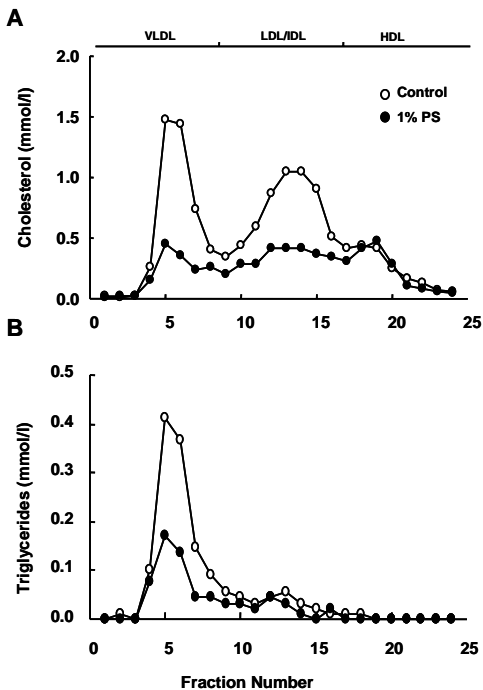 A
VLDL LDL/IDL HDL
2.0
1.5
1.0
0.5
0.0
Cholesterol (mmol/l)
Control
1% PS
0 5 10 15 20 25
B
0.5
0.4
0.3
0.2
0.1
0.0
Triglycerides (mmol/l)
0 5 10 15 20 25
Fraction Number